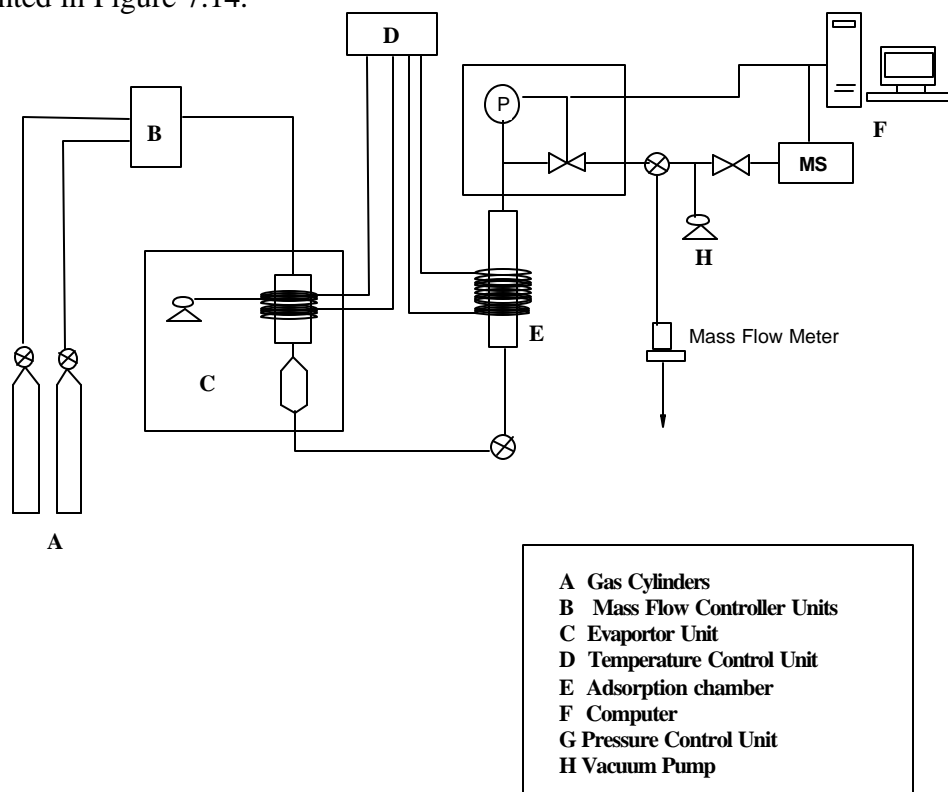 nted in Figure 7.14.
D
B
P
F
MS
H
Mass Flow Meter
E
C
A
A Gas Cylinders
B Mass Flow Controller Units
C Evaportor Unit
D Temperature Control Unit
E Adsorption chamber
F Computer
G Pressure Control Unit
H Vacuum Pump